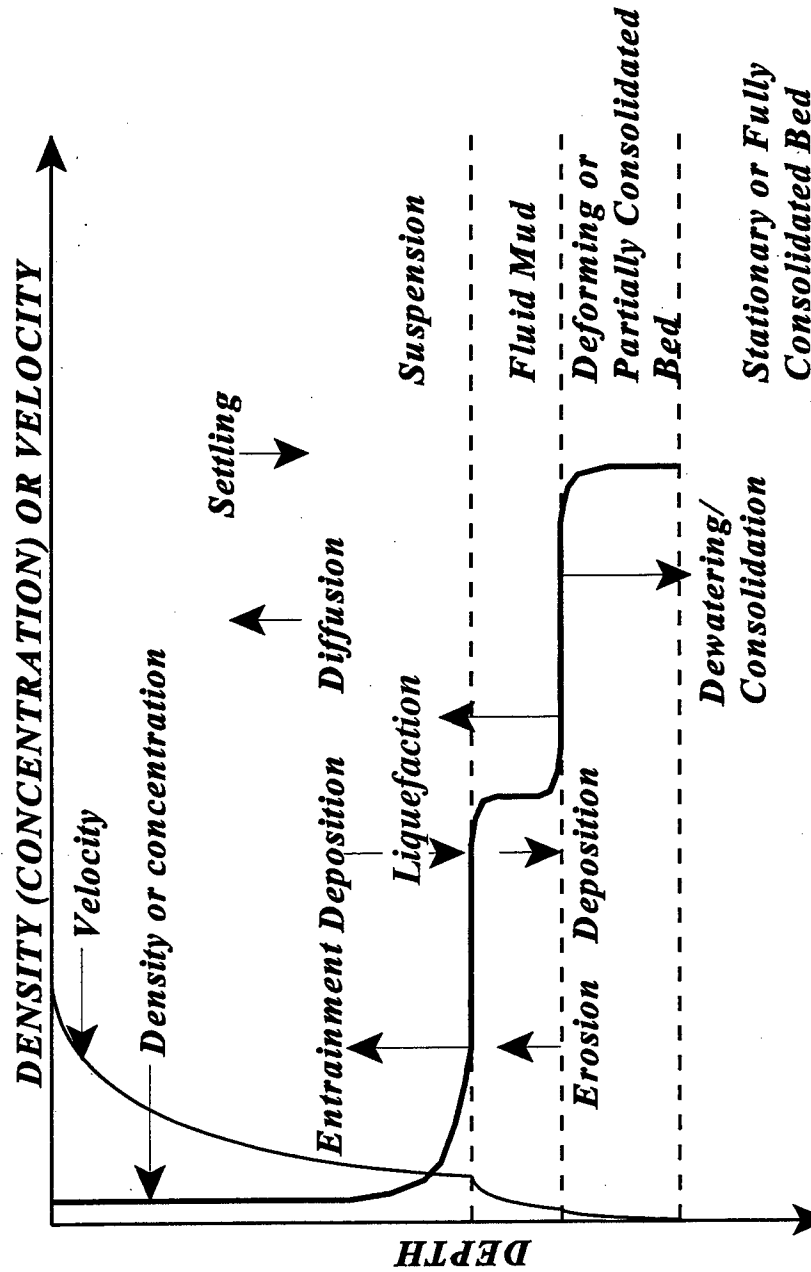 DENSITY (CONCENTRATION) OR VELOCITY
Velocity
Density or concentration
Settling
Diffusion
Suspension
Entrainment Deposition
Liquefaction
Fluid Mud
Erosion Deposition
Deforming or
Partially Consolidated
Bed
Dewatering/
Consolidation
Stationary or Fully
Consolidated Bed
DEPTH